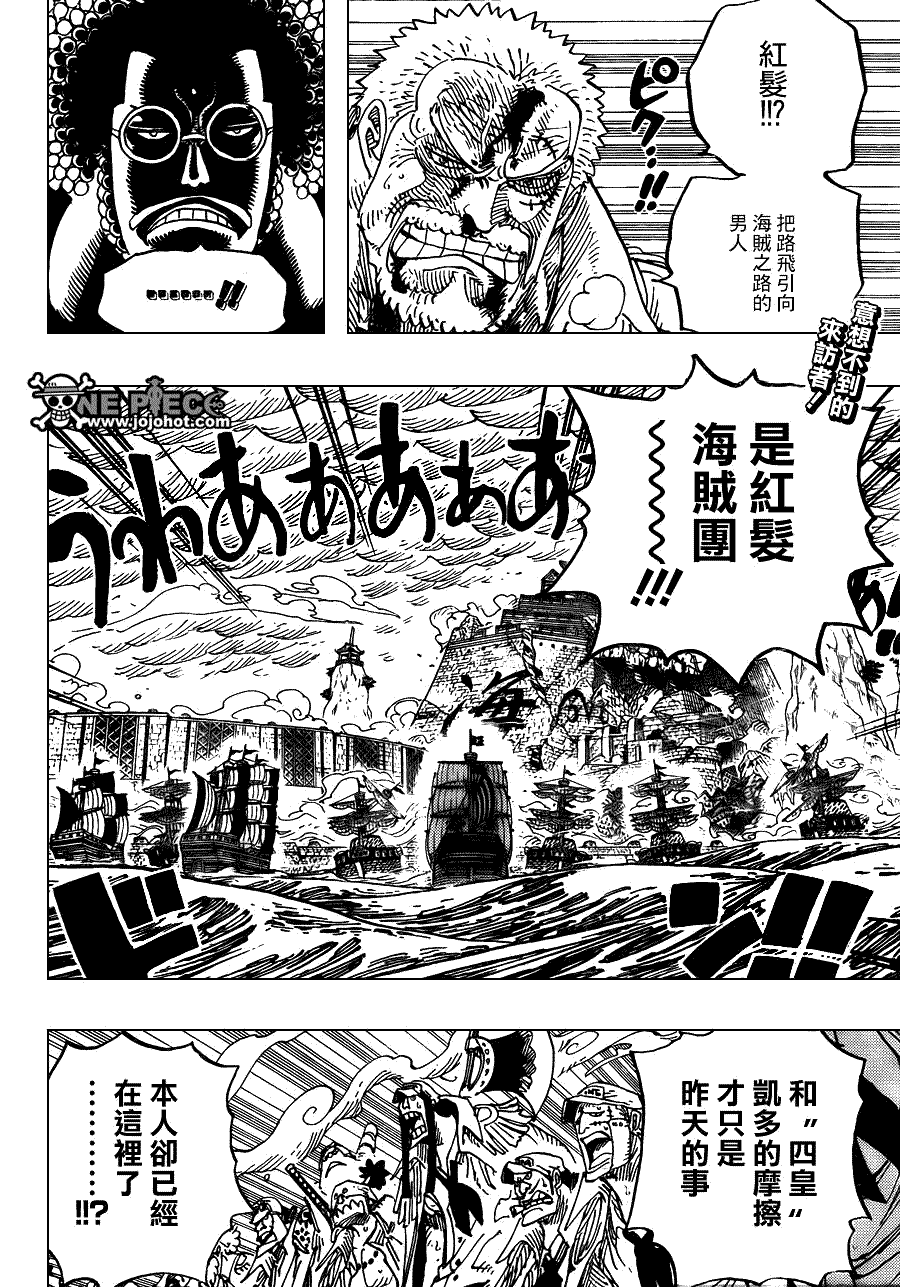 紅髮!!?
把路飛引向
海賊之路的
男人
ピク・・!!
………!!
意想不到的
來訪者!
ONE PIECE
www.jojohot.com
是紅髮
海賊團
~~~~!!!
うわあああああ
海
ドドン
和〝四皇〞
凱多的摩擦
才只是
昨天的事
本人卻已經
在這裡了
………!!?